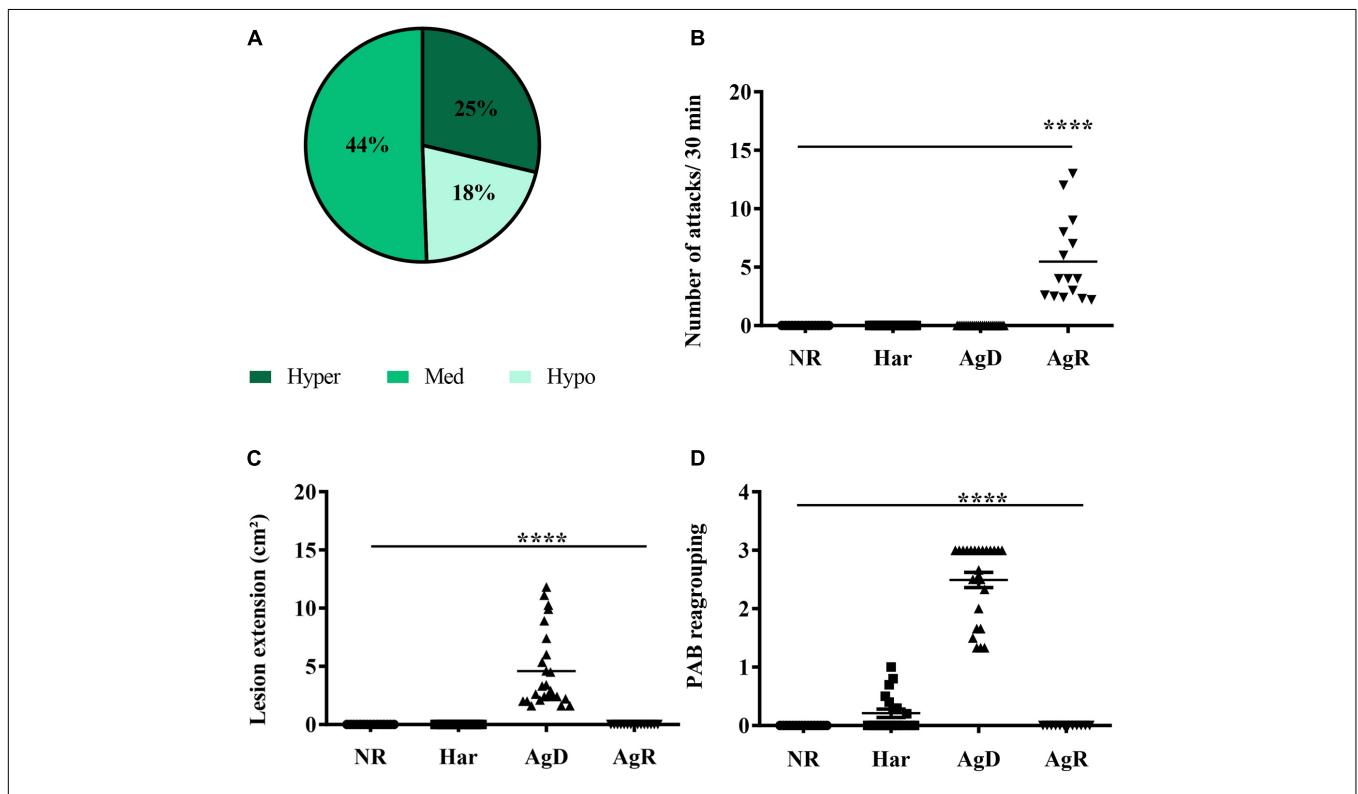 A
25%
44%
18%
Hyper Med Hypo
B
Number of attacks/ 30 min
20
15
10
5
0
****
NR Har AgD AgR
C
Lesion extension (cm²)
20
15
10
5
0
****
NR Har AgD AgR
D
PAB reagrouping
4
3
2
1
0
****
NR Har AgD AgR